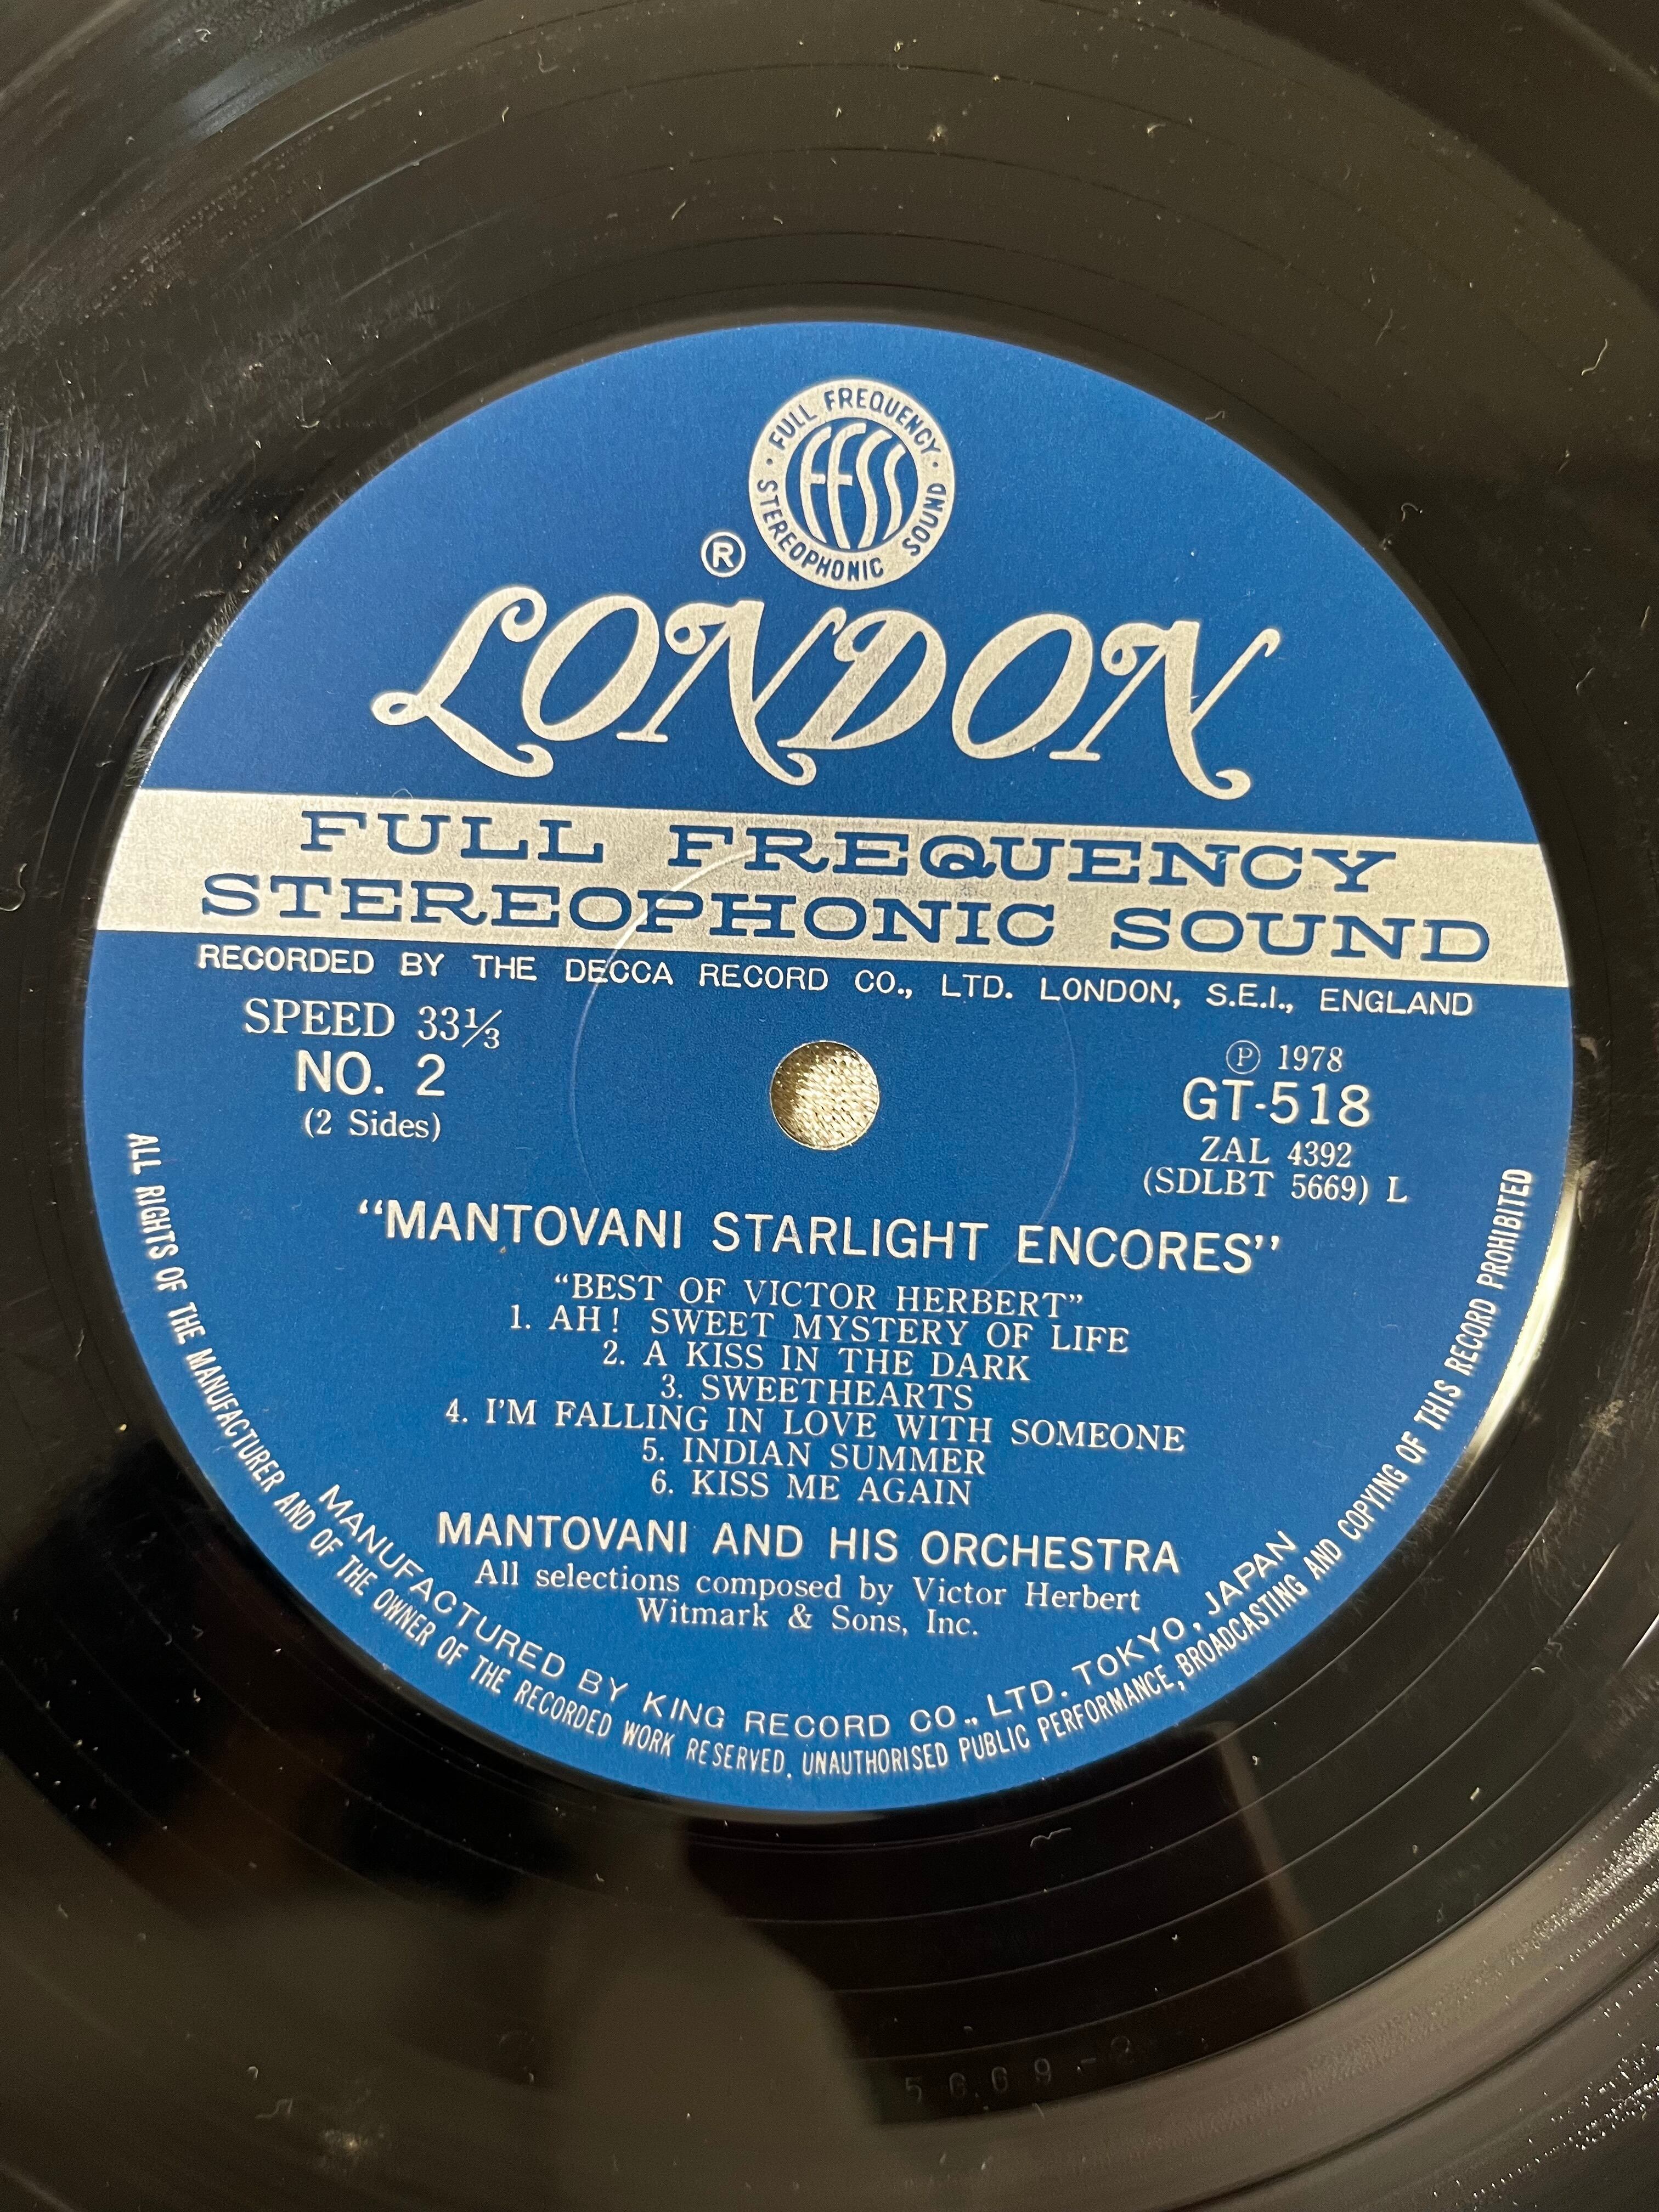 FULL FREQUENCY
STEREOPHONIC SOUND
FFSS
®
LONDON
FULL FREQUENCY
STEREOPHONIC SOUND
RECORDED BY THE DECCA RECORD CO., LTD. LONDON, S.E.I., ENGLAND
SPEED 33⅓
NO. 2
(2 Sides)
Ⓟ 1978
GT-518
ZAL 4392
(SDLBT 5669) L
“MANTOVANI STARLIGHT ENCORES”
“BEST OF VICTOR HERBERT”
1. AH! SWEET MYSTERY OF LIFE
2. A KISS IN THE DARK
3. SWEETHEARTS
4. I'M FALLING IN LOVE WITH SOMEONE
5. INDIAN SUMMER
6. KISS ME AGAIN
MANTOVANI AND HIS ORCHESTRA
All selections composed by Victor Herbert
Witmark & Sons, Inc.
MANUFACTURED BY KING RECORD CO., LTD. TOKYO, JAPAN
ALL RIGHTS OF THE MANUFACTURER AND OF THE OWNER OF THE RECORDED WORK RESERVED. UNAUTHORISED PUBLIC PERFORMANCE, BROADCASTING AND COPYING OF THIS RECORD PROHIBITED
5669-2